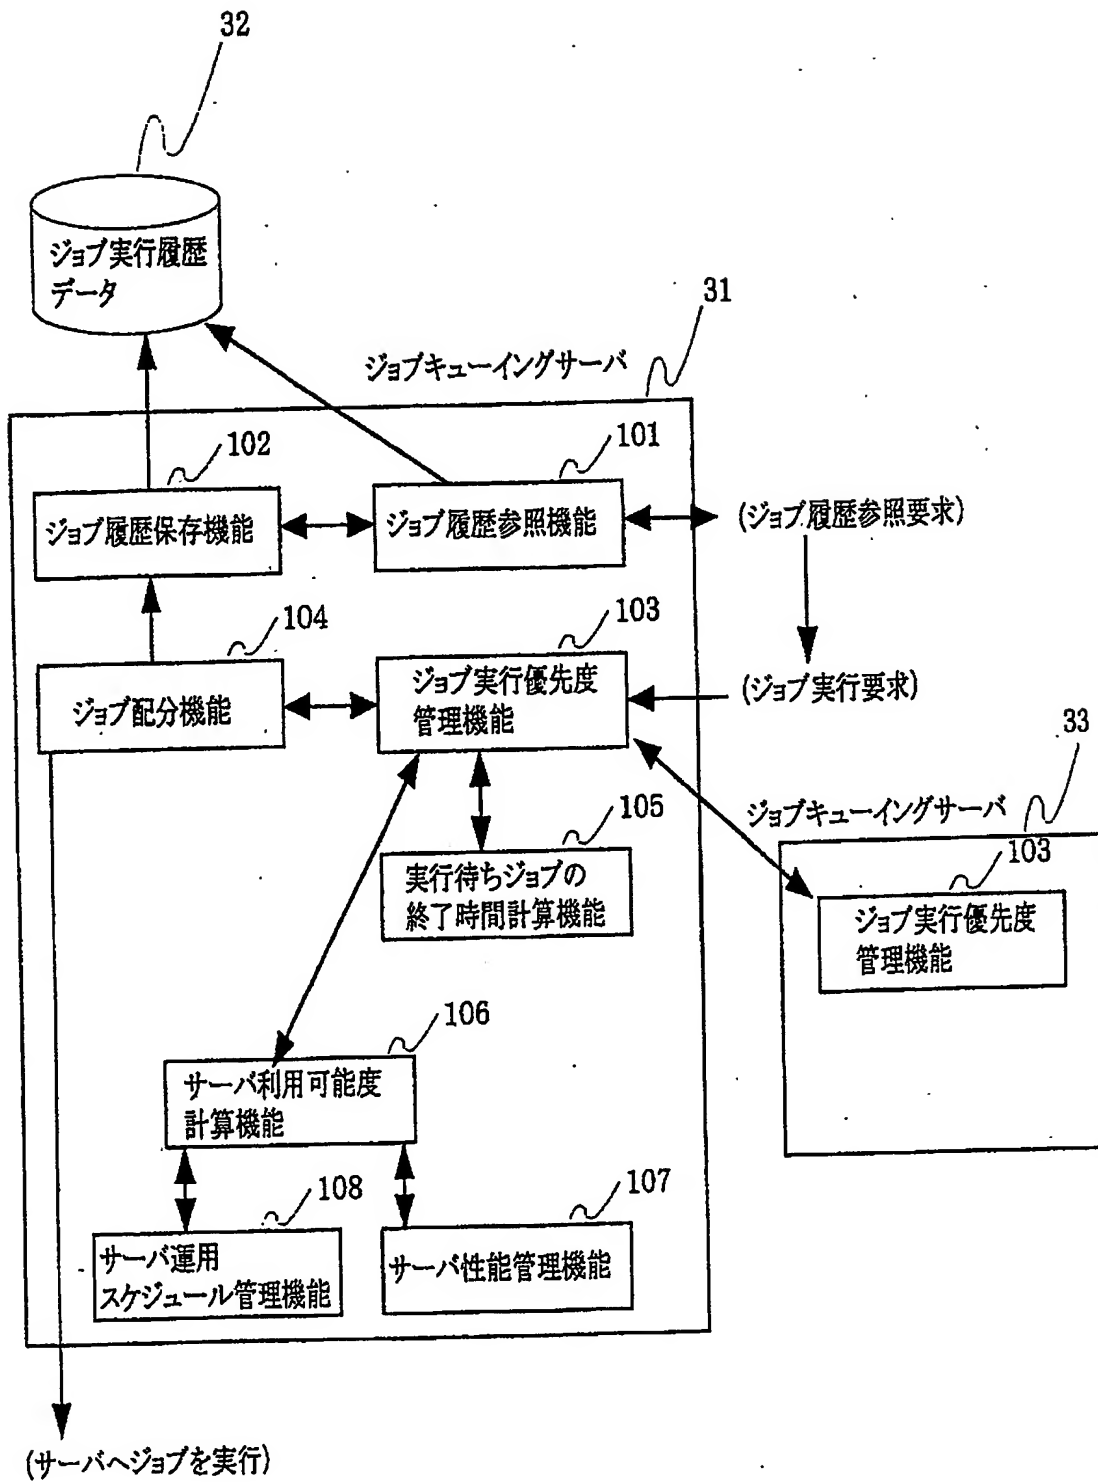 32
ジョブ実行履歴
データ
31
ジョブキューイングサーバ
102
101
ジョブ履歴保存機能
ジョブ履歴参照機能
(ジョブ履歴参照要求)
104
103
ジョブ配分機能
ジョブ実行優先度
管理機能
(ジョブ実行要求)
33
ジョブキューイングサーバ
105
103
実行待ちジョブの
終了時間計算機能
ジョブ実行優先度
管理機能
106
サーバ利用可能度
計算機能
108
107
サーバ運用
スケジュール管理機能
サーバ性能管理機能
(サーバへジョブを実行)